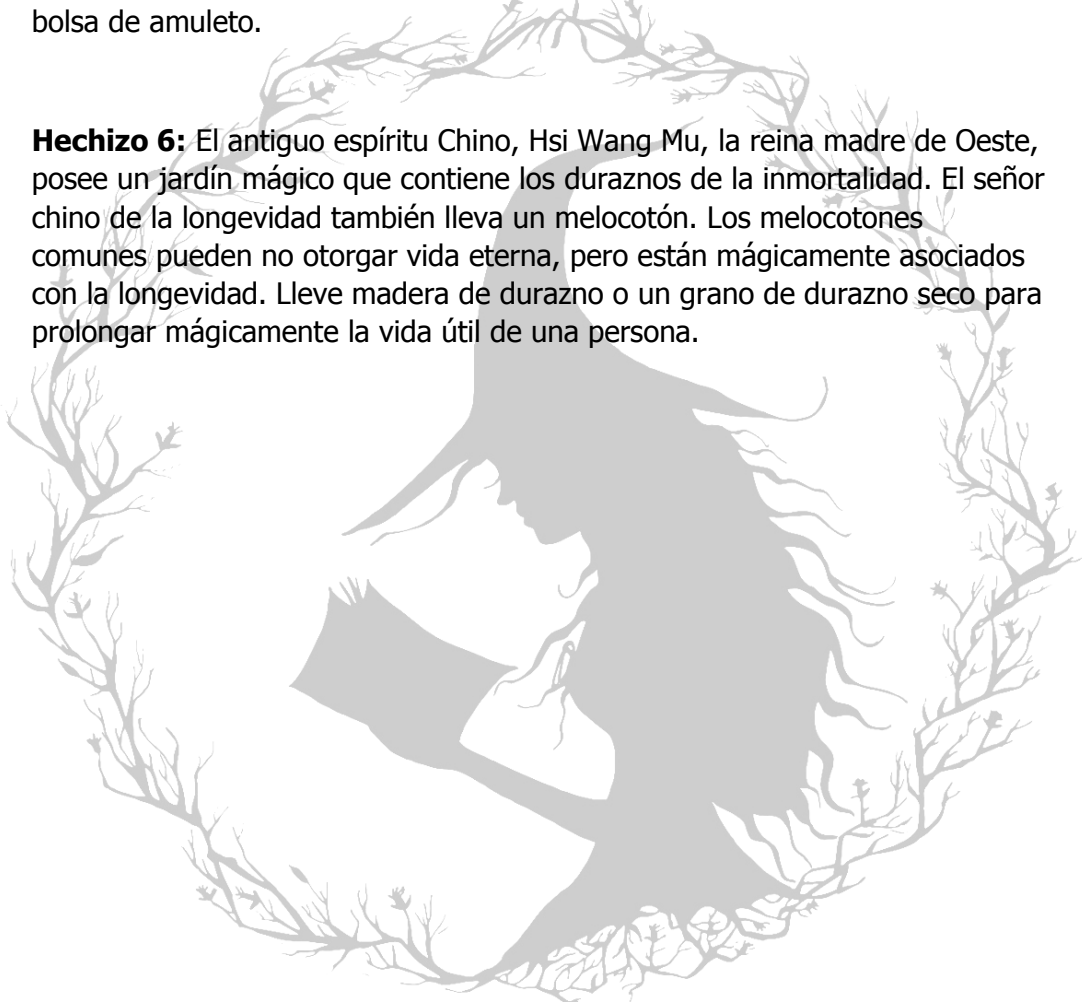 bolsa de amuleto.
Hechizo 6: El antiguo espíritu Chino, Hsi Wang Mu, la reina madre de Oeste,
posee un jardín mágico que contiene los duraznos de la inmortalidad. El señor
chino de la longevidad también lleva un melocotón. Los melocotones
comunes pueden no otorgar vida eterna, pero están mágicamente asociados
con la longevidad. Lleve madera de durazno o un grano de durazno seco para
prolongar mágicamente la vida útil de una persona.